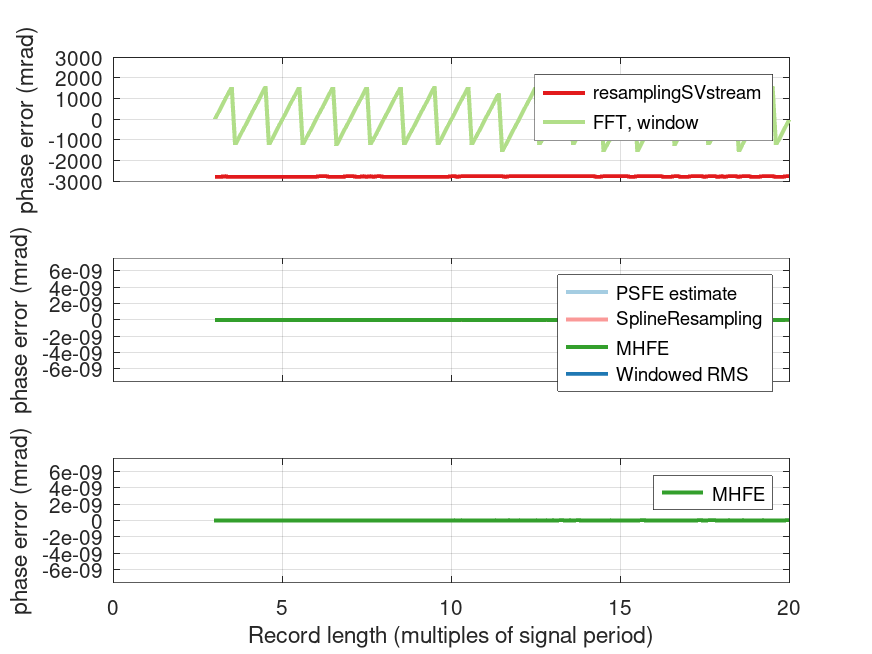 phase error (mrad)
3000
2000
1000
0
-1000
-2000
-3000
resamplingSVstream
FFT, window
phase error (mrad)
6e-09
4e-09
2e-09
0
-2e-09
-4e-09
-6e-09
PSFE estimate
SplineResampling
MHFE
Windowed RMS
phase error (mrad)
6e-09
4e-09
2e-09
0
-2e-09
-4e-09
-6e-09
MHFE
0 5 10 15 20
Record length (multiples of signal period)